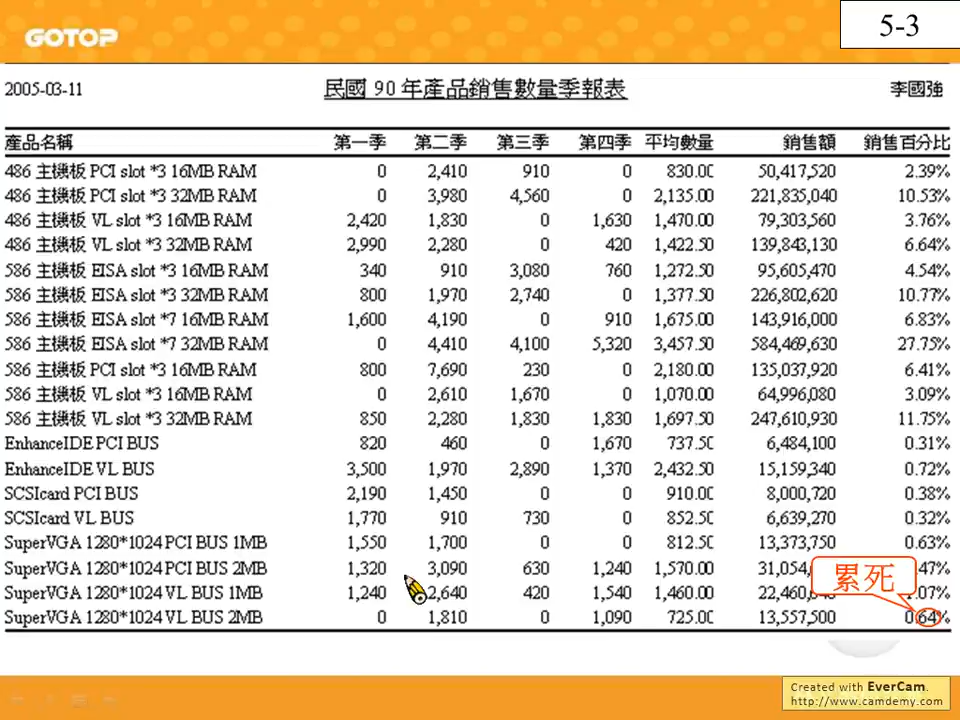 GOTOP
5-3
2005-03-11 民國 90 年產品銷售數量季報表 李國強
產品名稱 第一季 第二季 第三季 第四季 平均數量 銷售額 銷售百分比
486 主機板 PCI slot *3 16MB RAM 0 2,410 910 0 830.00 50,417,520 2.39%
486 主機板 PCI slot *3 32MB RAM 0 3,980 4,560 0 2,135.00 221,835,040 10.53%
486 主機板 VL slot *3 16MB RAM 2,420 1,830 0 1,630 1,470.00 79,303,560 3.76%
486 主機板 VL slot *3 32MB RAM 2,990 2,280 0 420 1,422.50 139,843,130 6.64%
586 主機板 EISA slot *3 16MB RAM 340 910 3,080 760 1,272.50 95,605,470 4.54%
586 主機板 EISA slot *3 32MB RAM 800 1,970 2,740 0 1,377.50 226,802,620 10.77%
586 主機板 EISA slot *7 16MB RAM 1,600 4,190 0 910 1,675.00 143,916,000 6.83%
586 主機板 EISA slot *7 32MB RAM 0 4,410 4,100 5,320 3,457.50 584,469,630 27.75%
586 主機板 PCI slot *3 16MB RAM 800 7,690 230 0 2,180.00 135,037,920 6.41%
586 主機板 VL slot *3 16MB RAM 0 2,610 1,670 0 1,070.00 64,996,080 3.09%
586 主機板 VL slot *3 32MB RAM 850 2,280 1,830 1,830 1,697.50 247,610,930 11.75%
EnhanceIDE PCI BUS 820 460 0 1,670 737.50 6,484,100 0.31%
EnhanceIDE VL BUS 3,500 1,970 2,890 1,370 2,432.50 15,159,340 0.72%
SCSIcard PCI BUS 2,190 1,450 0 0 910.00 8,000,720 0.38%
SCSIcard VL BUS 1,770 910 730 0 852.50 6,639,270 0.32%
SuperVGA 1280*1024 PCI BUS 1MB 1,550 1,700 0 0 812.50 13,373,750 0.63%
SuperVGA 1280*1024 PCI BUS 2MB 1,320 3,090 630 1,240 1,570.00
累死
SuperVGA 1280*1024 VL BUS 1MB 1,240 2,640 420 1,540 1,460.00
SuperVGA 1280*1024 VL BUS 2MB 0 1,810 0 1,090 725.00 13,557,500 0.64%
Created with EverCam.
http://www.camdemy.com